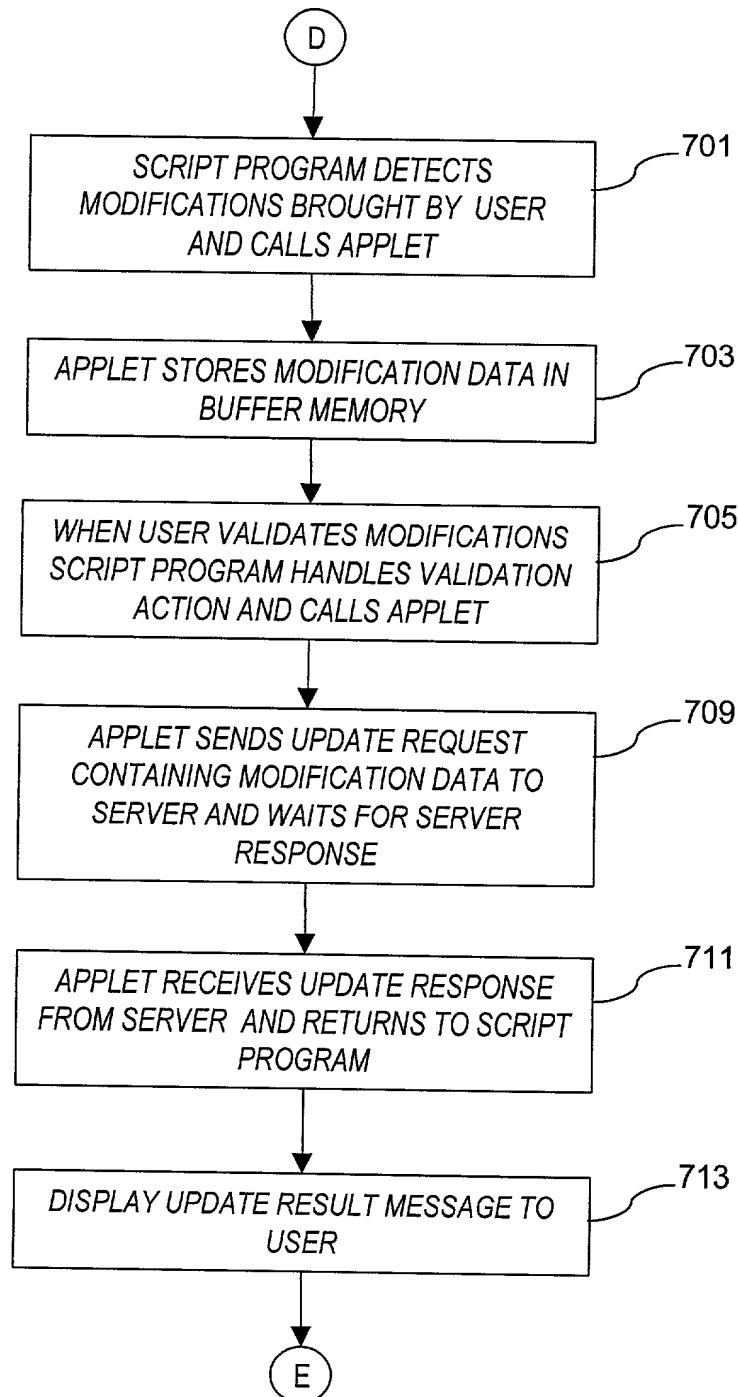 D
701
SCRIPT PROGRAM DETECTS
MODIFICATIONS BROUGHT BY USER
AND CALLS APPLET
703
APPLET STORES MODIFICATION DATA IN
BUFFER MEMORY
705
WHEN USER VALIDATES MODIFICATIONS
SCRIPT PROGRAM HANDLES VALIDATION
ACTION AND CALLS APPLET
709
APPLET SENDS UPDATE REQUEST
CONTAINING MODIFICATION DATA TO
SERVER AND WAITS FOR SERVER
RESPONSE
711
APPLET RECEIVES UPDATE RESPONSE
FROM SERVER AND RETURNS TO SCRIPT
PROGRAM
713
DISPLAY UPDATE RESULT MESSAGE TO
USER
E